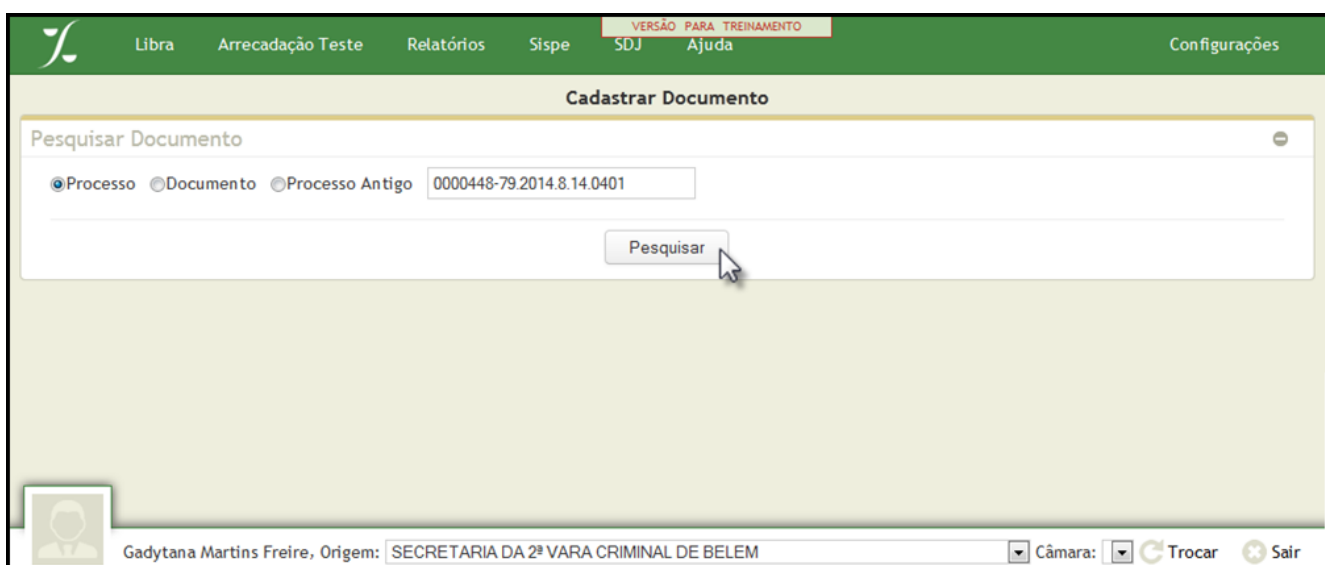 VERSÃO PARA TREINAMENTO
Libra Arrecadação Teste Relatórios Sispe SDJ Ajuda Configurações
Cadastrar Documento
Pesquisar Documento
Processo Documento Processo Antigo 0000448-79.2014.8.14.0401
Pesquisar
Gadytana Martins Freire, Origem: SECRETARIA DA 2ª VARA CRIMINAL DE BELEM Câmara: Trocar Sair